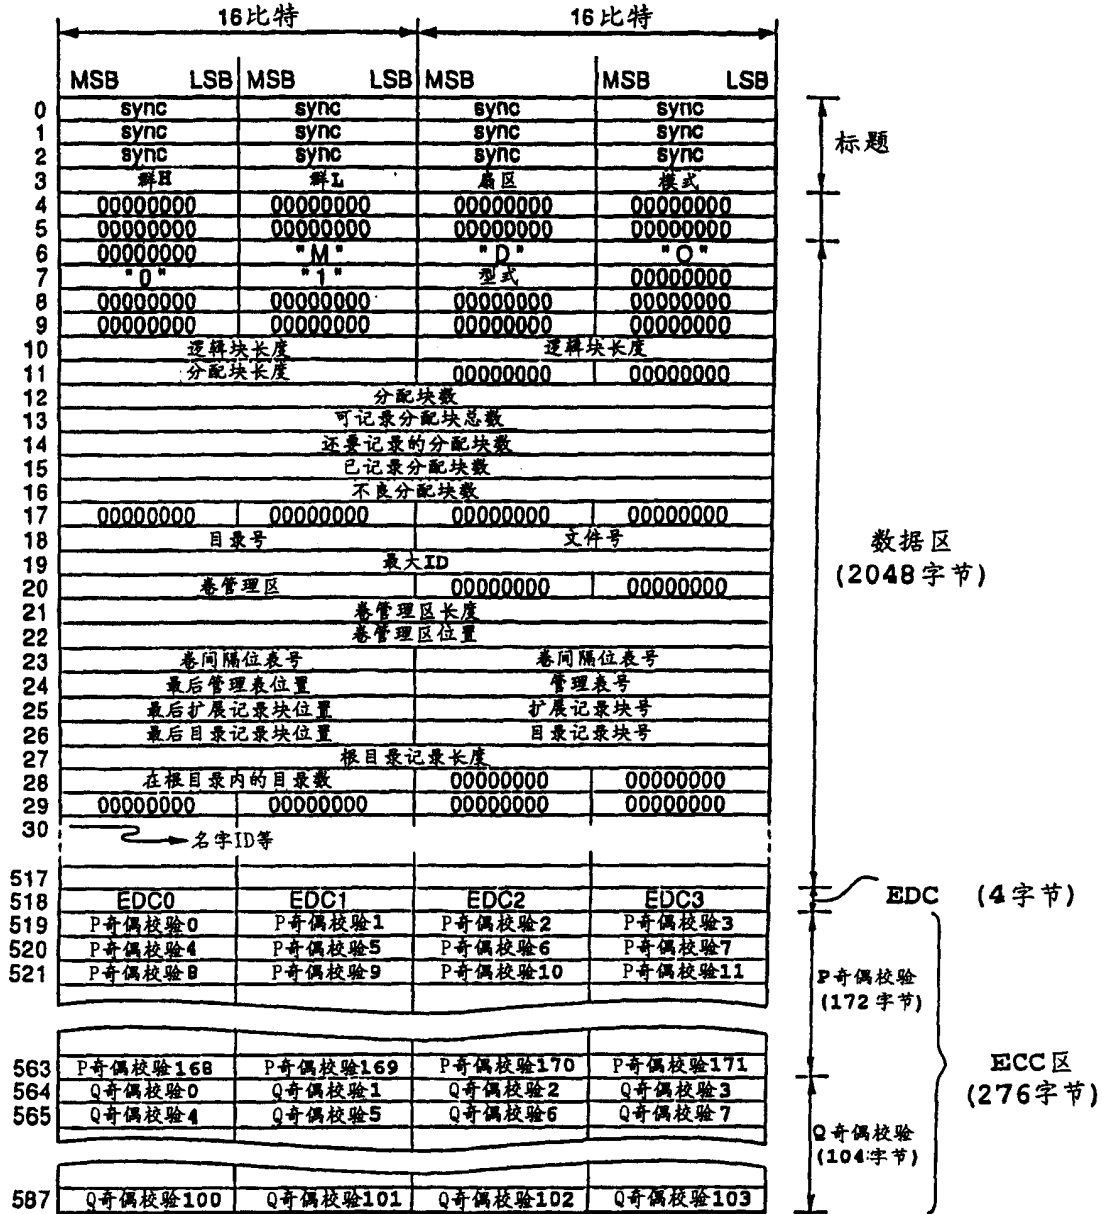 16比特 16比特
MSB LSB MSB LSB MSB MSB LSB
0 sync sync sync sync
1 sync sync sync sync
2 sync sync sync sync
3 群H 群L 扇区 模式
标题
4 00000000 00000000 00000000 00000000
5 00000000 00000000 00000000 00000000
6 00000000 "M" "D" "O"
7 "0" "1" 型式 00000000
8 00000000 00000000 00000000 00000000
9 00000000 00000000 00000000 00000000
10 逻辑块长度 逻辑块长度
11 分配块长度 00000000 00000000
12 分配块数
13 可记录分配块总数
14 还要记录的分配块数
15 已记录分配块数
16 不良分配块数
17 00000000 00000000 00000000 00000000
18 目录号 文件号
19 最大ID
20 卷管理区 00000000 00000000
21 卷管理区长度
22 卷管理区位置
23 卷间隔位表号 卷间隔位表号
24 最后管理表位置 管理表号
25 最后扩展记录块位置 扩展记录块号
26 最后目录记录块位置 目录记录块号
27 根目录记录长度
28 在根目录内的目录数 00000000 00000000
29 00000000 00000000 00000000 00000000
30 名字ID等
数据区
(2048字节)
517
518 EDC0 EDC1 EDC2 EDC3
EDC (4字节)
519 P奇偶校验0 P奇偶校验1 P奇偶校验2 P奇偶校验3
520 P奇偶校验4 P奇偶校验5 P奇偶校验6 P奇偶校验7
521 P奇偶校验8 P奇偶校验9 P奇偶校验10 P奇偶校验11
P奇偶校验
(172字节)
563 P奇偶校验168 P奇偶校验169 P奇偶校验170 P奇偶校验171
564 Q奇偶校验0 Q奇偶校验1 Q奇偶校验2 Q奇偶校验3
565 Q奇偶校验4 Q奇偶校验5 Q奇偶校验6 Q奇偶校验7
ECC区
(276字节)
Q奇偶校验
(104字节)
587 Q奇偶校验100 Q奇偶校验101 Q奇偶校验102 Q奇偶校验103